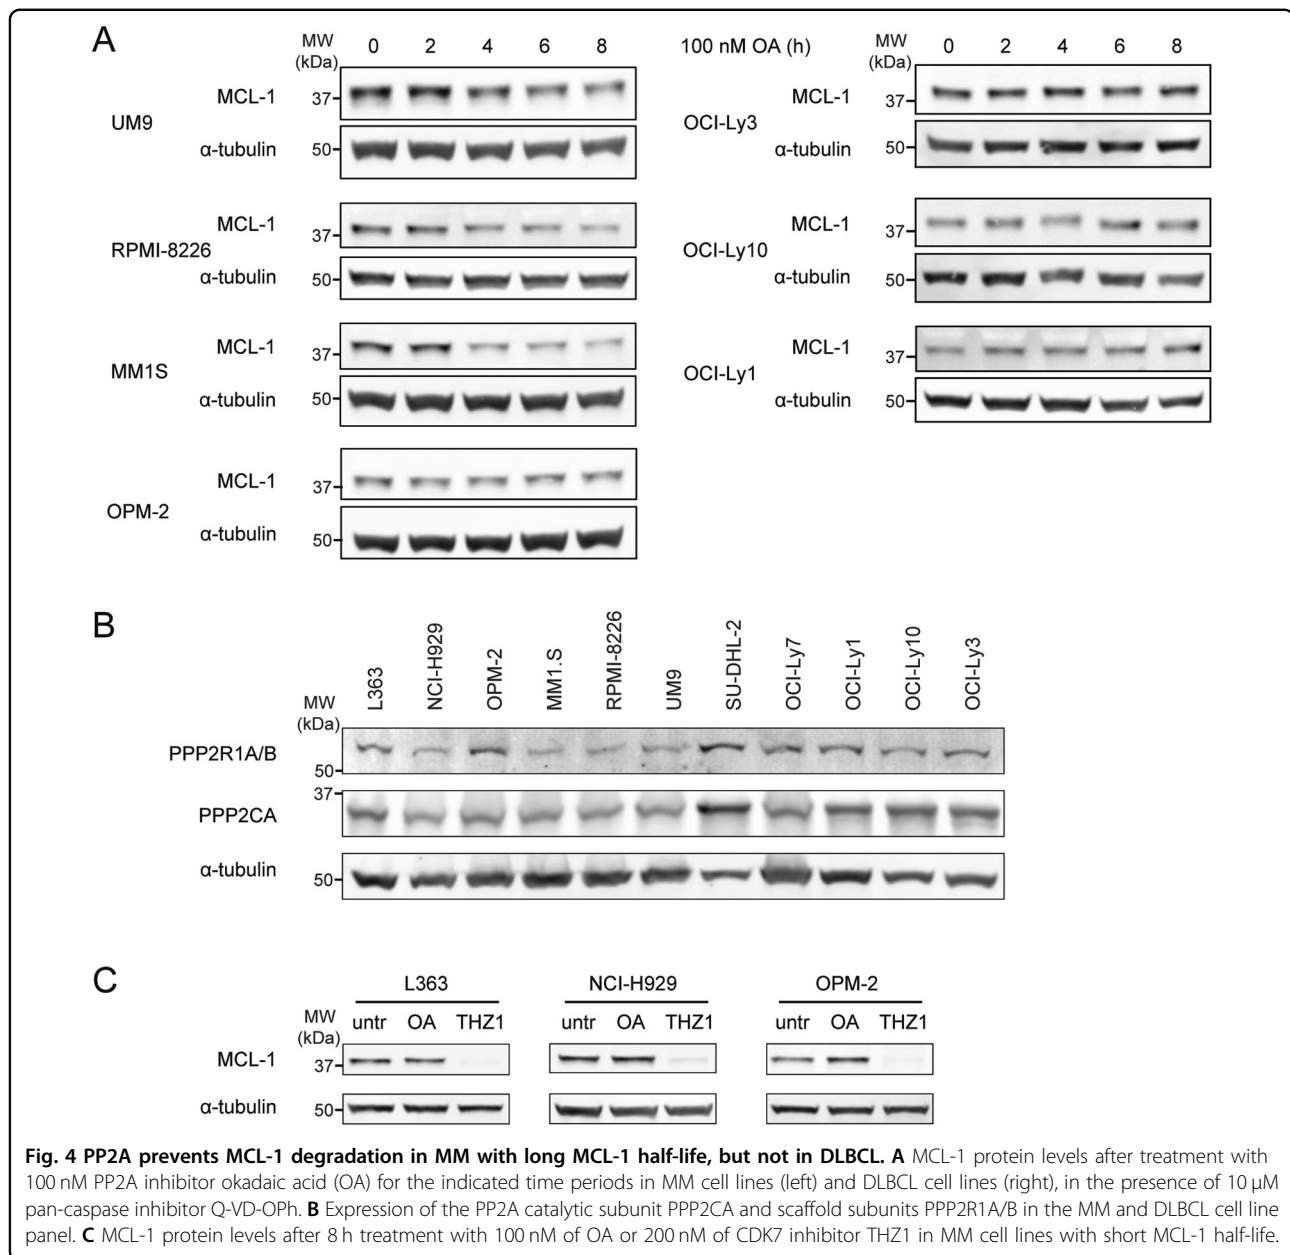 A
MW
(kDa)
0 2 4 6 8
UM9
MCL-1
37
α-tubulin
50
RPMI-8226
MCL-1
37
α-tubulin
50
MM1S
MCL-1
37
α-tubulin
50
OPM-2
MCL-1
37
α-tubulin
50
100 nM OA (h)
MW
(kDa)
0 2 4 6 8
OCI-Ly3
MCL-1
37
α-tubulin
50
OCI-Ly10
MCL-1
37
α-tubulin
50
OCI-Ly1
MCL-1
37
α-tubulin
50
B
MW
(kDa)
L363
NCI-H929
OPM-2
MM1.S
RPMI-8226
UM9
SU-DHL-2
OCI-Ly7
OCI-Ly1
OCI-Ly10
OCI-Ly3
PPP2R1A/B
50
PPP2CA
37
α-tubulin
50
C
L363 NCI-H929 OPM-2
MW
(kDa)
untr OA THZ1 untr OA THZ1 untr OA THZ1
MCL-1
37
α-tubulin
50
Fig. 4 PP2A prevents MCL-1 degradation in MM with long MCL-1 half-life, but not in DLBCL. A MCL-1 protein levels after treatment with
100 nM PP2A inhibitor okadaic acid (OA) for the indicated time periods in MM cell lines (left) and DLBCL cell lines (right), in the presence of 10 µM
pan-caspase inhibitor Q-VD-OPh. B Expression of the PP2A catalytic subunit PPP2CA and scaffold subunits PPP2R1A/B in the MM and DLBCL cell line
panel. C MCL-1 protein levels after 8 h treatment with 100 nM of OA or 200 nM of CDK7 inhibitor THZ1 in MM cell lines with short MCL-1 half-life.